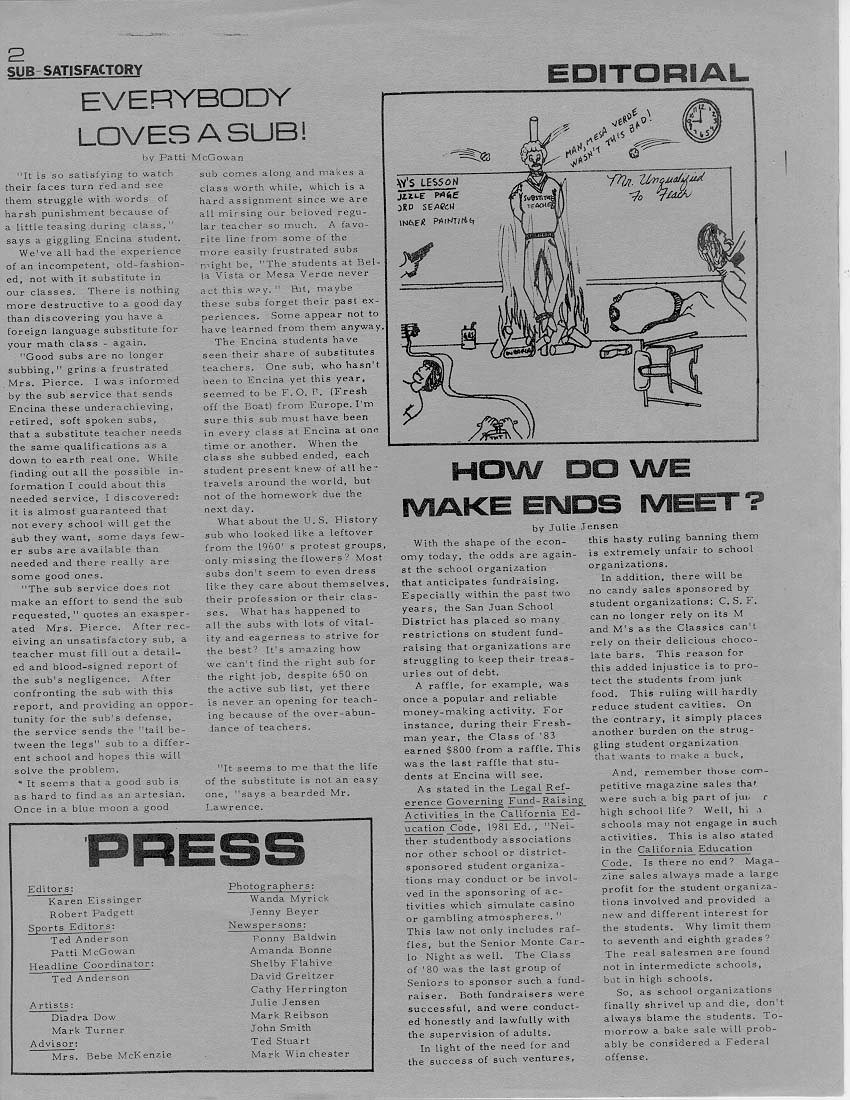 2
SUB-SATISFACTORY
EDITORIAL
EVERYBODY
LOVES A SUB!
by Patti McGowan
"It is so satisfying to watch
their faces turn red and see
them struggle with words of
harsh punishment because of
a little teasing during class,"
says a giggling Encina student.
We've all had the experience
of an incompetent, old-fashion-
ed, not with it substitute in
our classes. There is nothing
more destructive to a good day
than discovering you have a
foreign language substitute for
your math class - again.
"Good subs are no longer
subbing," grins a frustrated
Mrs. Pierce. I was informed
by the sub service that sends
Encina these underachieving,
retired, soft spoken subs,
that a substitute teacher needs
the same qualifications as a
down to earth real one. While
finding out all the possible in-
formation I could about this
needed service, I discovered:
it is almost guaranteed that
not every school will get the
sub they want, some days few-
er subs are available than
needed and there really are
some good ones.
"The sub service does not
make an effort to send the sub
requested," quotes an exasper-
ated Mrs. Pierce. After rec-
eiving an unsatisfactory sub, a
teacher must fill out a detail-
ed and blood-signed report of
the sub's negligence. After
confronting the sub with this
report, and providing an oppor-
tunity for the sub's defense,
the service sends the "tail be-
tween the legs" sub to a differ-
ent school and hopes this will
solve the problem.
It seems that a good sub is
as hard to find as an artesian.
Once in a blue moon a good
sub comes along and makes a
class worth while, which is a
hard assignment since we are
all missing our beloved regu-
lar teacher so much. A favo-
rite line from some of the
more easily frustrated subs
might be, "The students at Bel-
la Vista or Mesa Verde never
act this way." But, maybe
these subs forget their past ex-
periences. Some appear not to
have learned from them anyway.
The Encina students have
seen their share of substitutes
teachers. One sub, who hasn't
been to Encina yet this year,
seemed to be F.O.B. (Fresh
off the Boat) from Europe. I'm
sure this sub must have been
in every class at Encina at one
time or another. When the
class she subbed ended, each
student present knew of all her
travels around the world, but
not of the homework due the
next day.
What about the U.S. History
sub who looked like a leftover
from the 1960' s protest groups,
only missing the flowers? Most
subs don't seem to even dress
like they care about themselves,
their profession or their clas-
ses. What has happened to
all the subs with lots of vital-
ity and eagerness to strive for
the best? It's amazing how
we can't find the right sub for
the right job, despite 650 on
the active sub list, yet there
is never an opening for teach-
ing because of the over-abun-
dance of teachers.
"It seems to me that the life
of the substitute is not an easy
one, "says a bearded Mr.
Lawrence.
MAN, MESA VERDE
WASN'T THIS BAD!
AY'S LESSON
UZZLE PAGE
ORD SEARCH
INGER PAINTING
SUBSTITUTE
TEACHER
Mr. Unqualified
To Teach
GAS
TNT
HOW DO WE
MAKE ENDS MEET?
by Julie Jensen
With the shape of the econ-
omy today, the odds are again-
st the school organization
that anticipates fundraising.
Especially within the past two
years, the San Juan School
District has placed so many
restrictions on student fund-
raising that organizations are
struggling to keep their treas-
uries out of debt.
A raffle, for example, was
once a popular and reliable
money-making activity. For
instance, during their Fresh-
man year, the Class of '83
earned $800 from a raffle. This
was the last raffle that stu-
dents at Encina will see.
As stated in the Legal Ref-
erence Governing Fund-Raising
Activities in the California Ed-
ucation Code, 1981 Ed., "Nei-
ther studentbody associations
nor other school or district-
sponsored student organiza-
tions may conduct or be invol-
ved in the sponsoring of ac-
tivities which simulate casino
or gambling atmospheres."
This law not only includes raf-
fles, but the Senior Monte Car-
lo Night as well. The Class
of '80 was the last group of
Seniors to sponsor such a fund-
raiser. Both fundraisers were
successful, and were conduct-
ed honestly and lawfully with
the supervision of adults.
In light of the need for and
the success of such ventures,
this hasty ruling banning them
is extremely unfair to school
organizations.
In addition, there will be
no candy sales sponsored by
student organizations; C.S.F.
can no longer rely on its M
and M's as the Classics can't
rely on their delicious choco-
late bars. This reason for
this added injustice is to pro-
tect the students from junk
food. This ruling will hardly
reduce student cavities. On
the contrary, it simply places
another burden on the strug-
gling student organization
that wants to make a buck.
And, remember those com-
petitive magazine sales that
were such a big part of
high school life? Well,
schools may not engage in such
activities. This is also stated
in the California Education
Code. Is there no end? Maga-
zine sales always made a large
profit for the student organiza-
tions involved and provided a
new and different interest for
the students. Why limit them
to seventh and eighth grades?
The real salesmen are found
not in intermedicte schools,
but in high schools.
So, as school organizations
finally shrivel up and die, don't
always blame the students. To-
morrow a bake sale will prob-
ably be considered a Federal
offense.
PRESS
Editors:
Karen Eissinger
Robert Padgett
Sports Editors:
Ted Anderson
Patti McGowan
Headline Coordinator:
Ted Anderson
Artists:
Diadra Dow
Mark Turner
Advisor:
Mrs. Bebe McKenzie
Photographers:
Wanda Myrick
Jenny Beyer
Newspersons:
Ronny Baldwin
Amanda Bonne
Shelby Flahive
David Greitzer
Cathy Herrington
Julie Jensen
Mark Reibson
John Smith
Ted Stuart
Mark Winchester